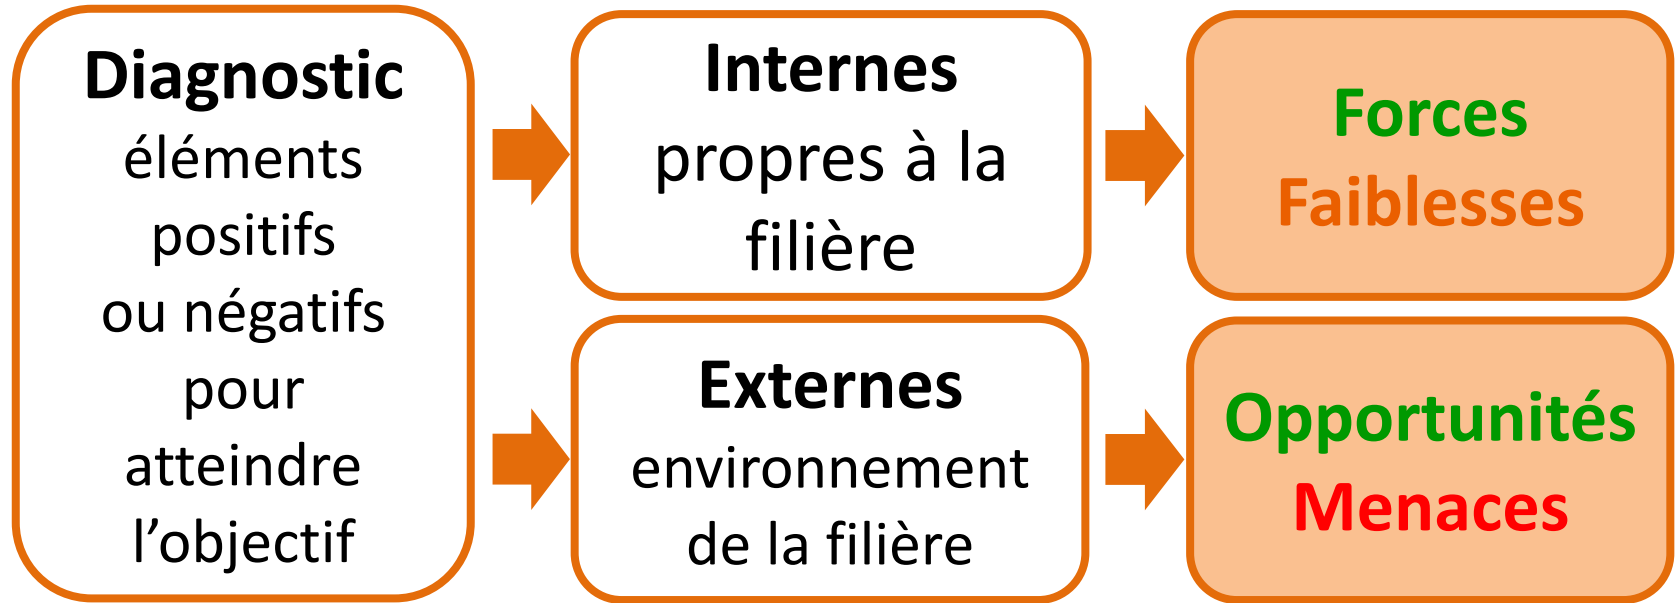 Diagnostic
éléments
positifs
ou négatifs
pour
atteindre
l’objectif
Internes
propres à la
filière
Forces
Faiblesses
Externes
environnement
de la filière
Opportunités
Menaces